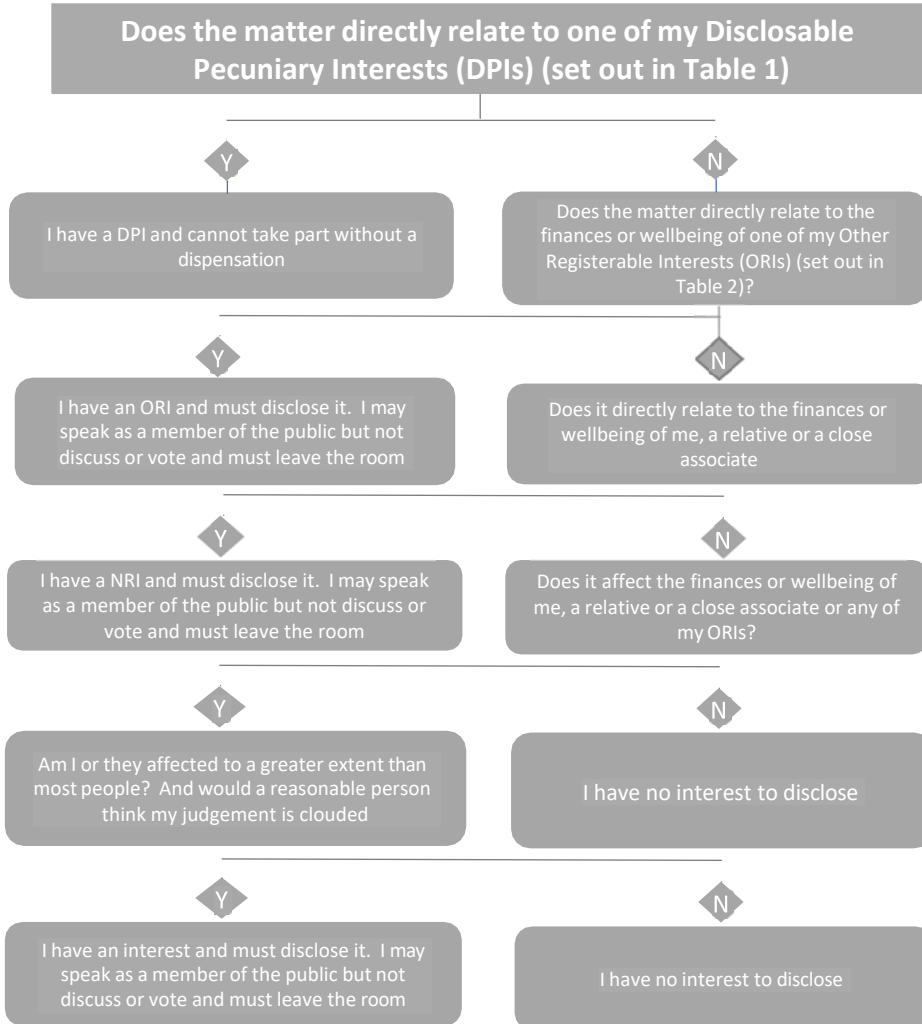 Does the matter directly relate to one of my Disclosable
Pecuniary Interests (DPIs) (set out in Table 1)
Y
N
I have a DPI and cannot take part without a
dispensation
Does the matter directly relate to the
finances or wellbeing of one of my Other
Registerable Interests (ORIs) (set out in
Table 2)?
Y
N
I have an ORI and must disclose it. I may
speak as a member of the public but not
discuss or vote and must leave the room
Does it directly relate to the finances or
wellbeing of me, a relative or a close
associate
Y
N
I have a NRI and must disclose it. I may speak
as a member of the public but not discuss or
vote and must leave the room
Does it affect the finances or wellbeing of
me, a relative or a close associate or any of
my ORIs?
Y
N
Am I or they affected to a greater extent than
most people? And would a reasonable person
think my judgement is clouded
I have no interest to disclose
Y
N
I have an interest and must disclose it. I may
speak as a member of the public but not
discuss or vote and must leave the room
I have no interest to disclose